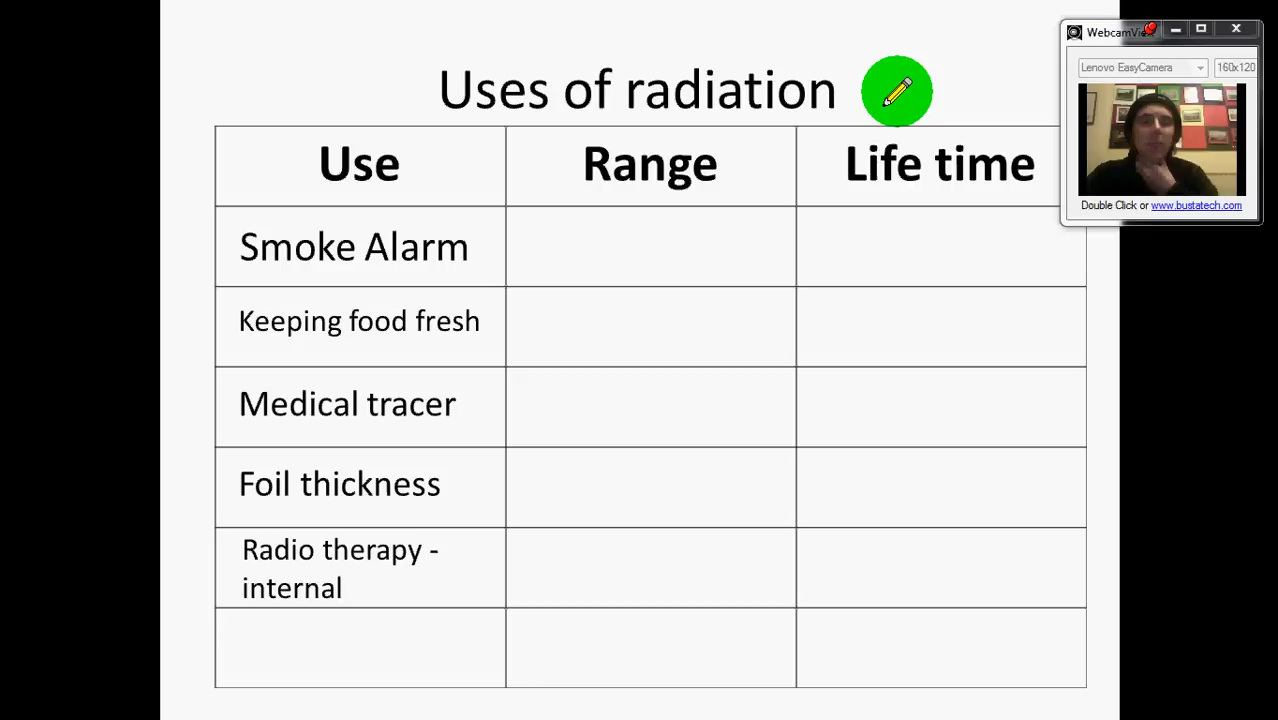 Uses of radiation
WebcamVi
Lenovo EasyCamera 160x120
Double Click or www.bustatech.com
Use Range Life time
Smoke Alarm
Keeping food fresh
Medical tracer
Foil thickness
Radio therapy -
internal